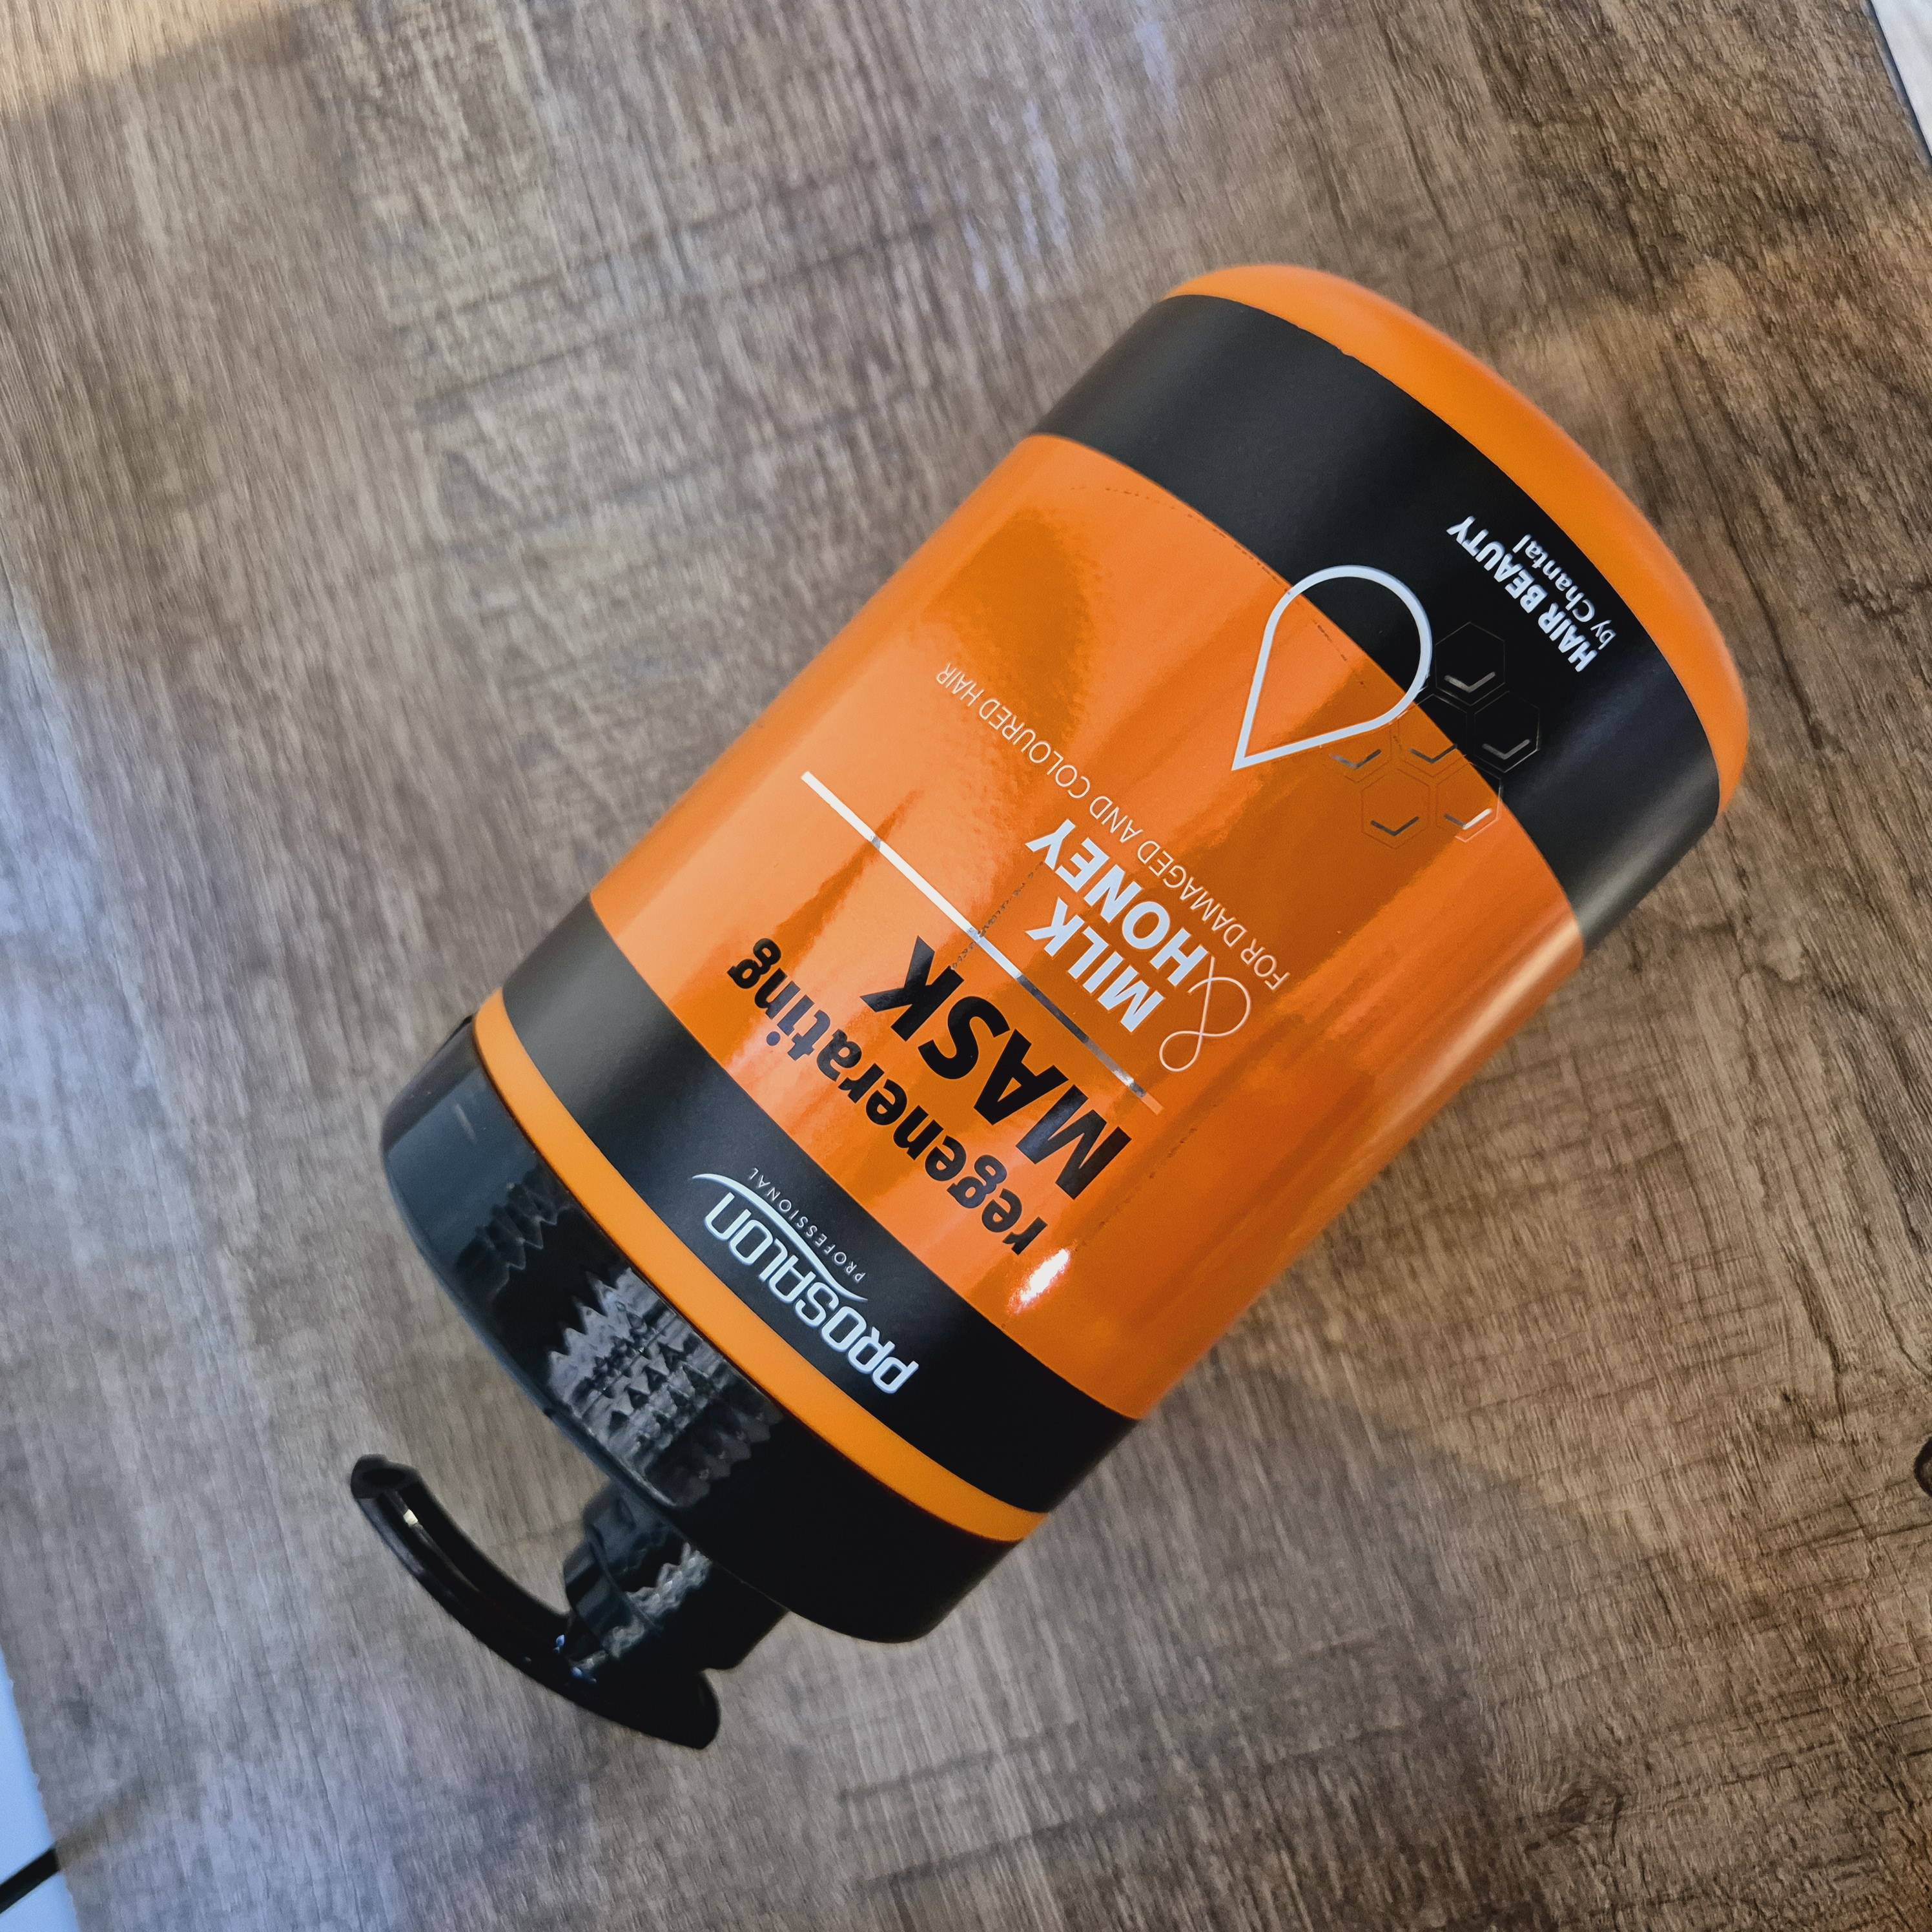 PROSALON
PROFESSIONAL
regenerating
MASK
MILK
&HONEY
FOR DAMAGED AND COLOURED HAIR
HAIR BEAUTY
by Chantal